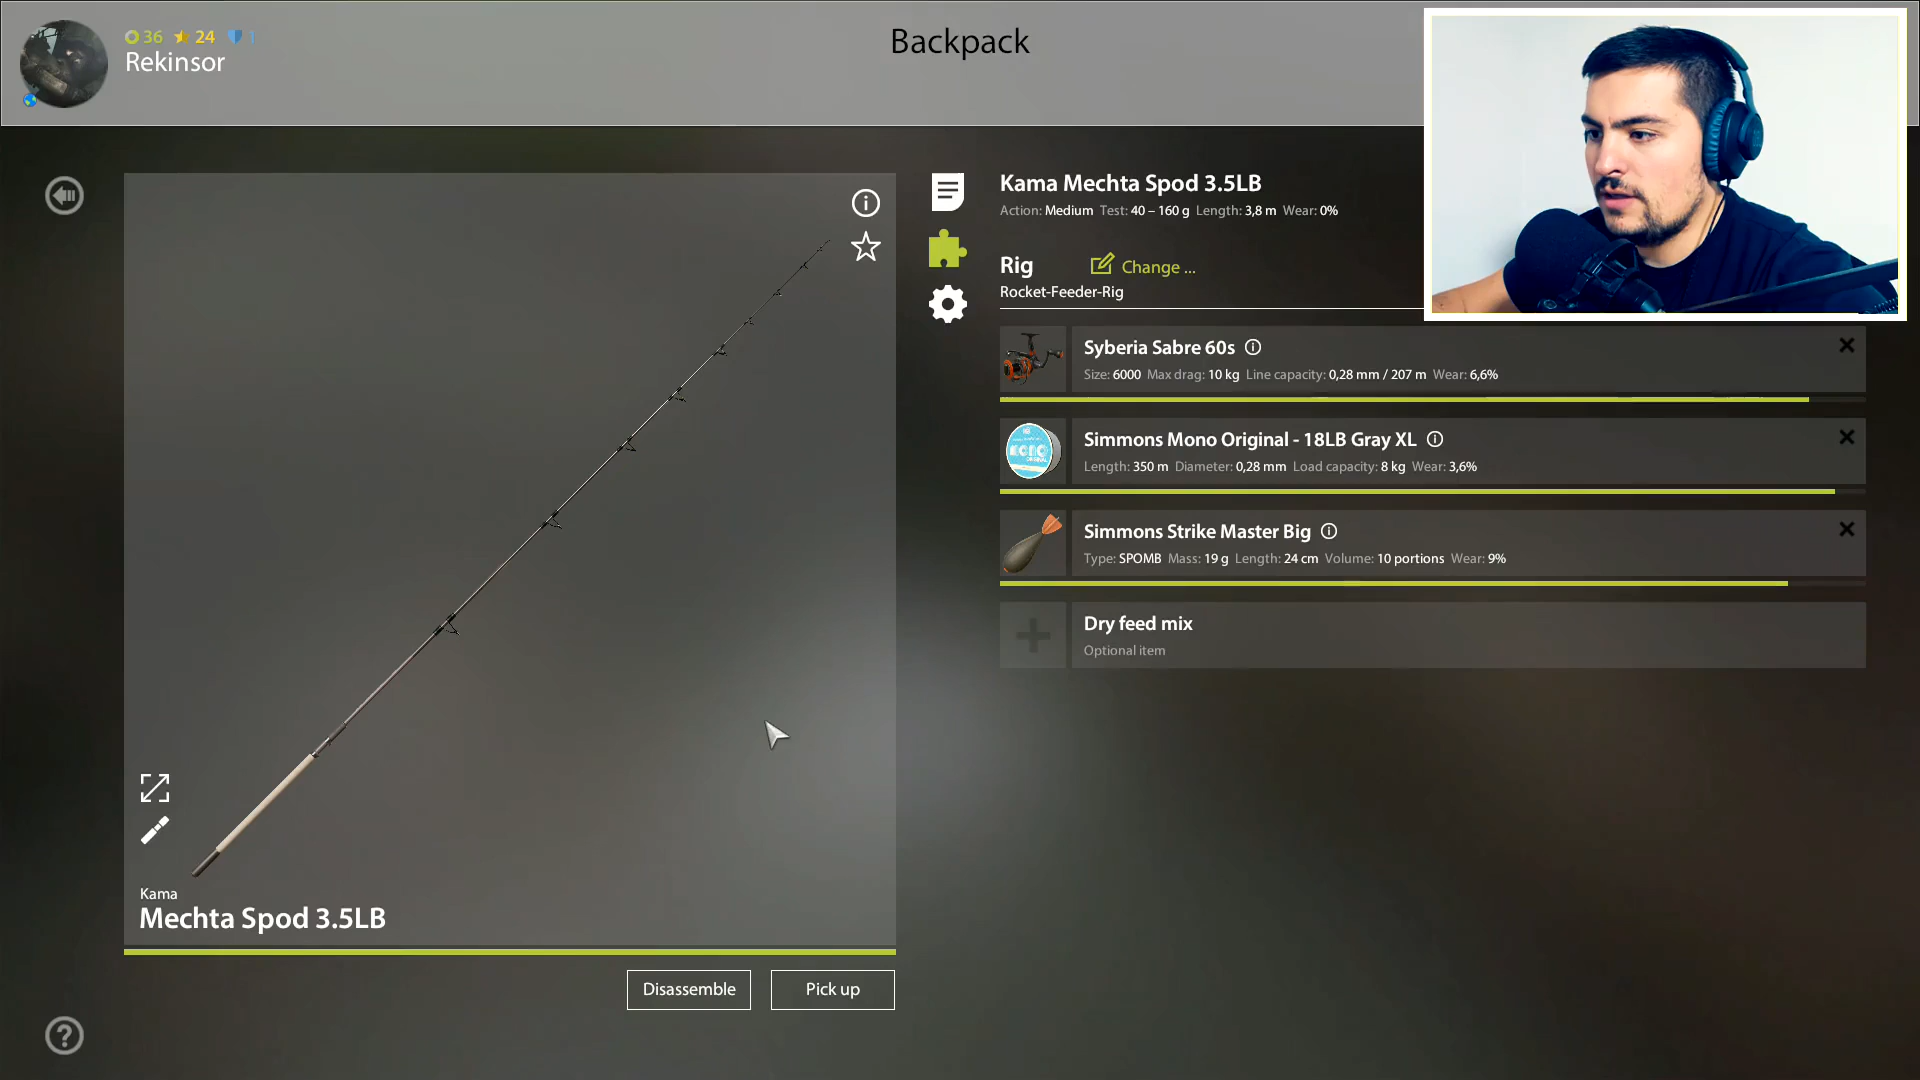 36 24 1
Rekinsor
Backpack
Kama Mechta Spod 3.5LB
Action: Medium Test: 40 – 160 g Length: 3,8 m Wear: 0%
Rig Change ...
Rocket-Feeder-Rig
Syberia Sabre 60s
Size: 6000 Max drag: 10 kg Line capacity: 0,28 mm / 207 m Wear: 6,6%
MONO
ORIGINAL
Simmons Mono Original - 18LB Gray XL
Length: 350 m Diameter: 0,28 mm Load capacity: 8 kg Wear: 3,6%
Simmons Strike Master Big
Type: SPOMB Mass: 19 g Length: 24 cm Volume: 10 portions Wear: 9%
Dry feed mix
Optional item
Kama
Mechta Spod 3.5LB
Disassemble
Pick up